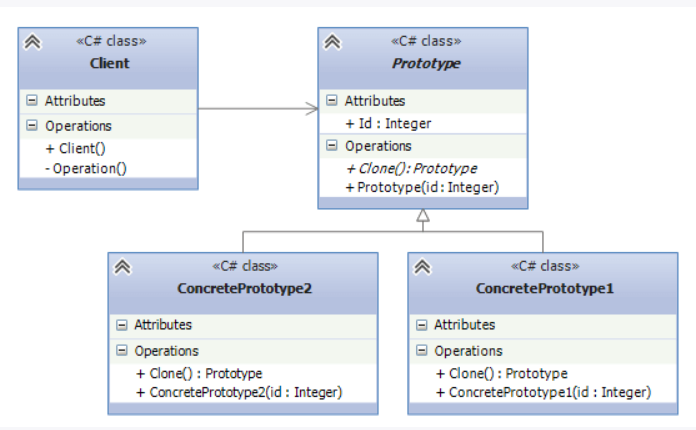 «C# class»
Client
Attributes
Operations
+ Client()
- Operation()
«C# class»
Prototype
Attributes
+ Id : Integer
Operations
+ Clone(): Prototype
+ Prototype(id : Integer)
«C# class»
ConcretePrototype2
Attributes
Operations
+ Clone() : Prototype
+ ConcretePrototype2(id : Integer)
«C# class»
ConcretePrototype1
Attributes
Operations
+ Clone() : Prototype
+ ConcretePrototype1(id : Integer)